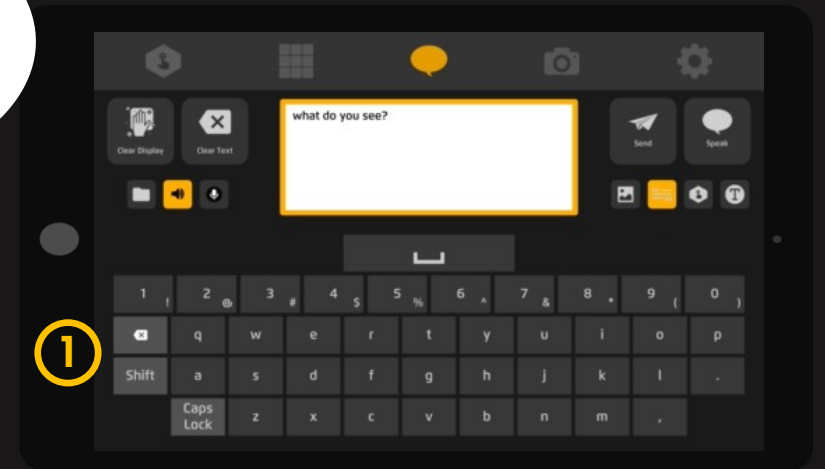 Clear Display
Clear Text
what do you see?
Send
Speak
T
1 ! 2 @ 3 # 4 $ 5 % 6 ^ 7 & 8 * 9 ( 0 )
1
q w e r t y u i o p
Shift a s d f g h j k l .
Caps Lock z x c v b n m ,